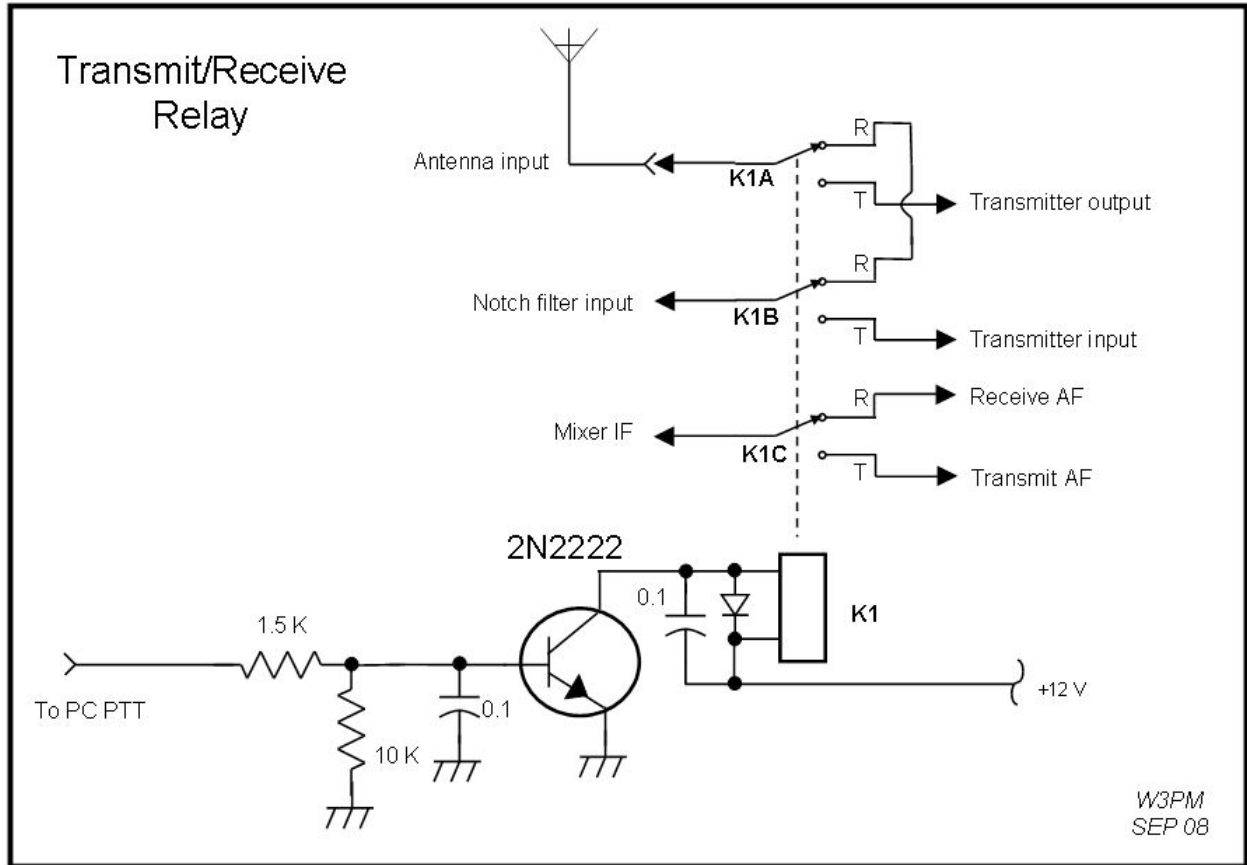 Transmit/Receive
Relay
Antenna input
K1A
R
T
Transmitter output
Notch filter input
K1B
R
T
Transmitter input
Mixer IF
K1C
R
T
Receive AF
Transmit AF
2N2222
0.1
K1
1.5 K
To PC PTT
10 K
0.1
+12 V
W3PM
SEP 08